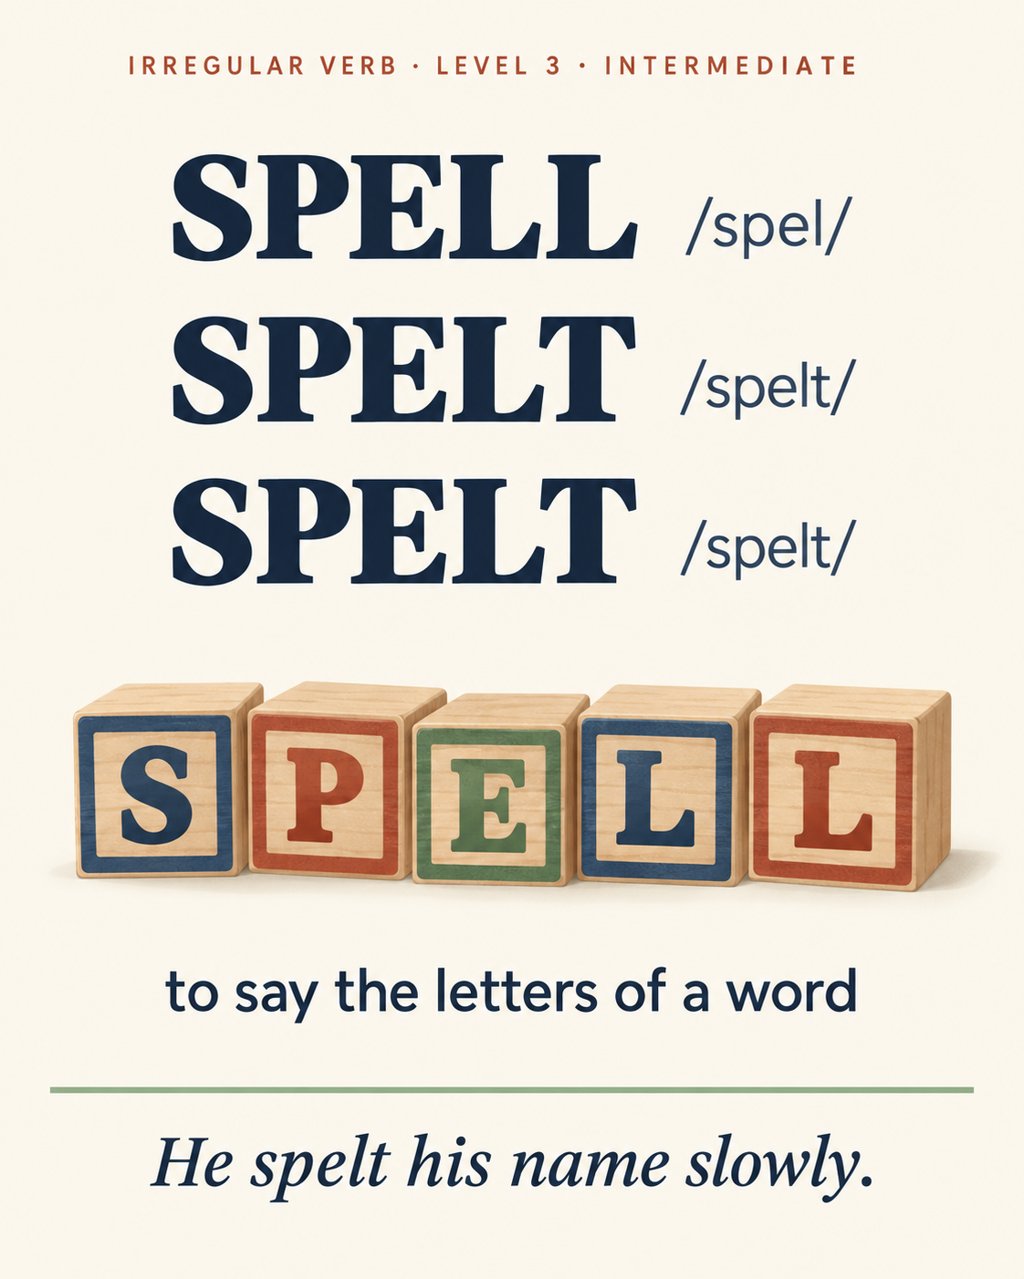 IRREGULAR VERB · LEVEL 3 · INTERMEDIATE
SPELL /spel/
SPELT /spelt/
SPELT /spelt/
S P E L L
to say the letters of a word
He spelt his name slowly.